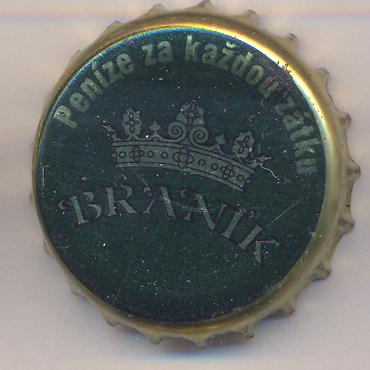 Peníze za každou zátku
BRANÍK